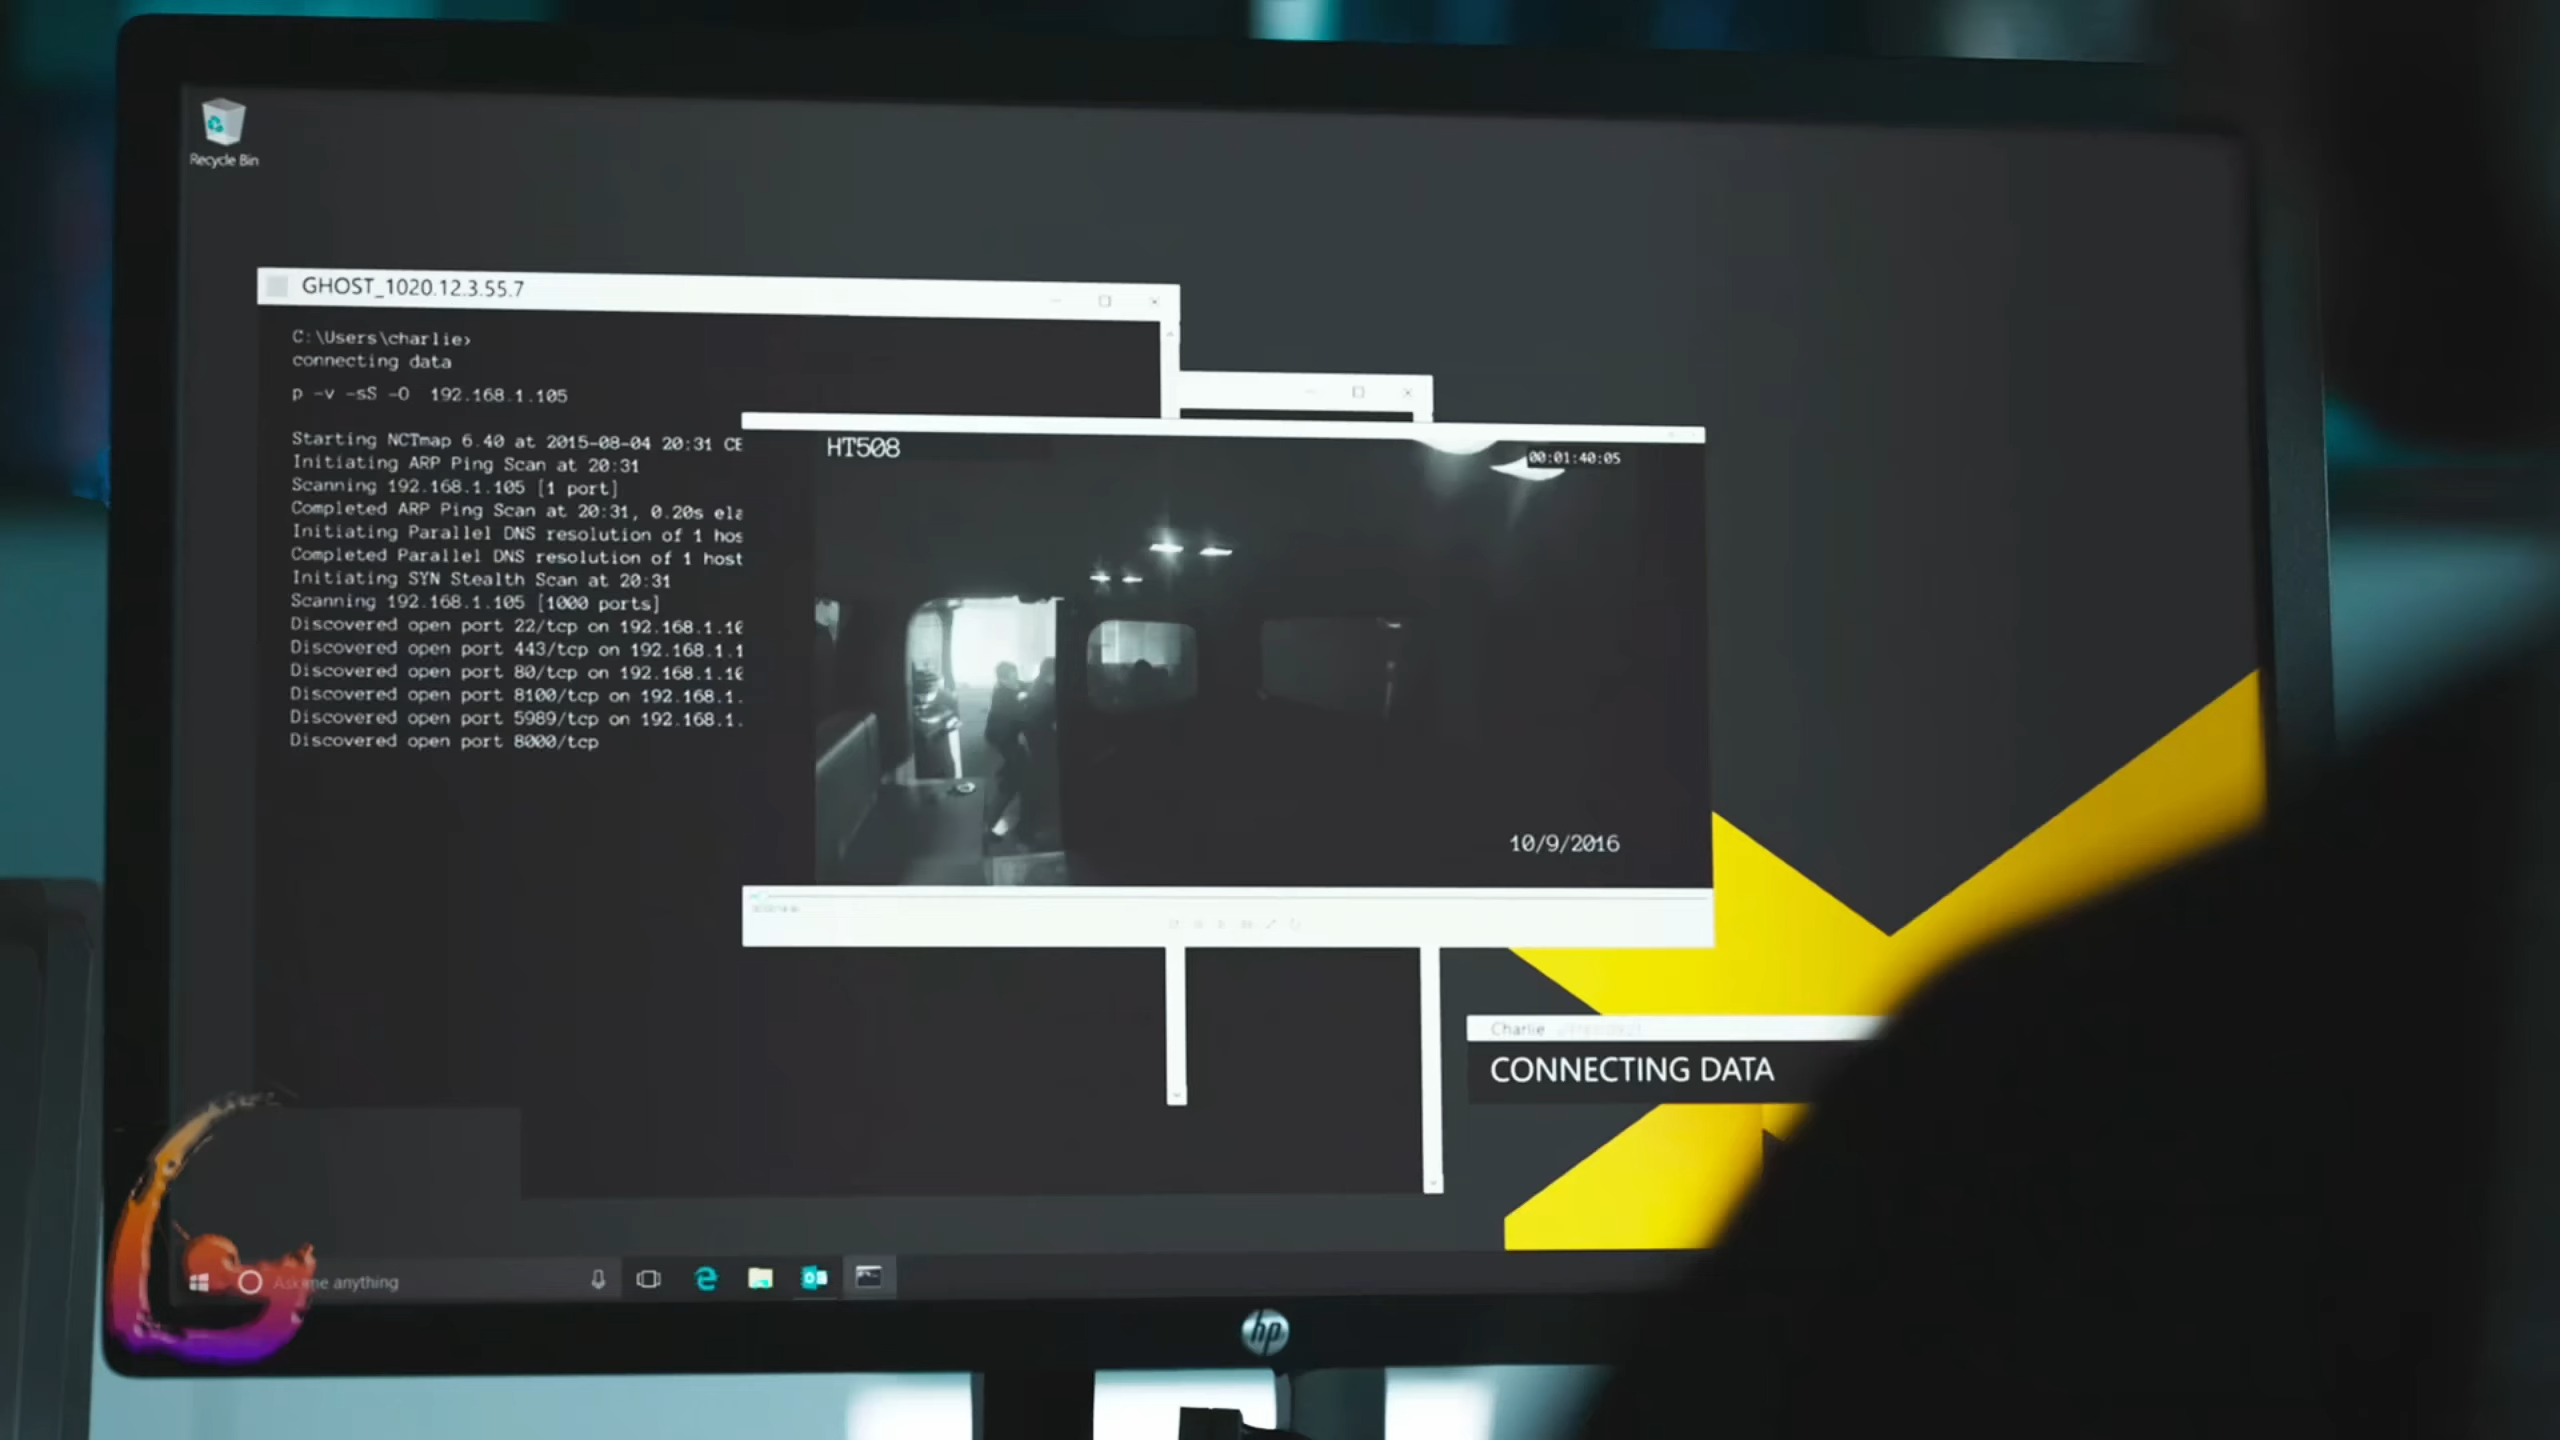 Recycle Bin
GHOST_1020.12.3.55.7
C:\Users\charlie>
connecting data
p -v -sS -O 192.168.1.105
Starting NCTmap 6.40 at 2015-08-04 20:31 CE
Initiating ARP Ping Scan at 20:31
Scanning 192.168.1.105 [1 port]
Completed ARP Ping Scan at 20:31, 0.20s ela
Initiating Parallel DNS resolution of 1 hos
Completed Parallel DNS resolution of 1 host
Initiating SYN Stealth Scan at 20:31
Scanning 192.168.1.105 [1000 ports]
Discovered open port 22/tcp on 192.168.1.10
Discovered open port 443/tcp on 192.168.1.1
Discovered open port 80/tcp on 192.168.1.10
Discovered open port 8100/tcp on 192.168.1.
Discovered open port 5989/tcp on 192.168.1.
Discovered open port 8000/tcp
HT508
00:01:40:05
10/9/2016
Charlie
CONNECTING DATA
Ask me anything
hp